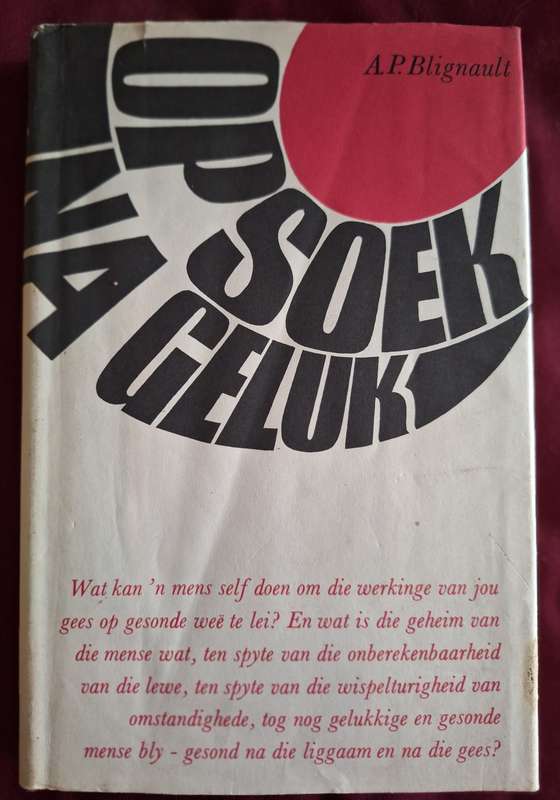 A.P. Blignault
OP
SOEK
NA
GELUK
Wat kan 'n mens self doen om die werkinge van jou
gees op gesonde weë te lei? En wat is die geheim van
die mense wat, ten spyte van die onberekenbaarheid
van die lewe, ten spyte van die wispelturigheid van
omstandighede, tog nog gelukkige en gesonde
mense bly - gesond na die liggaam en na die gees?